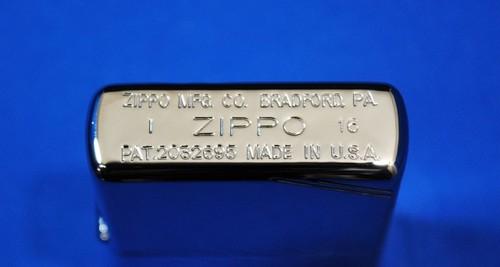 ZIPPO MFG. CO. BRADFORD, PA.
I ZIPPO 16
PAT.2032695 MADE IN U.S.A.